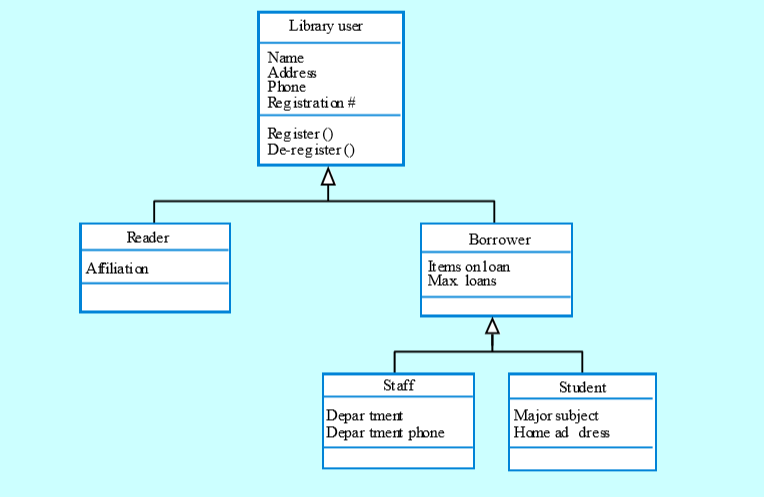 Library user
Name
Address
Phone
Registration #
Register ()
De-register ()
Reader
Affiliation
Borrower
Items on loan
Max. loans
Staff
Department
Department phone
Student
Major subject
Home address